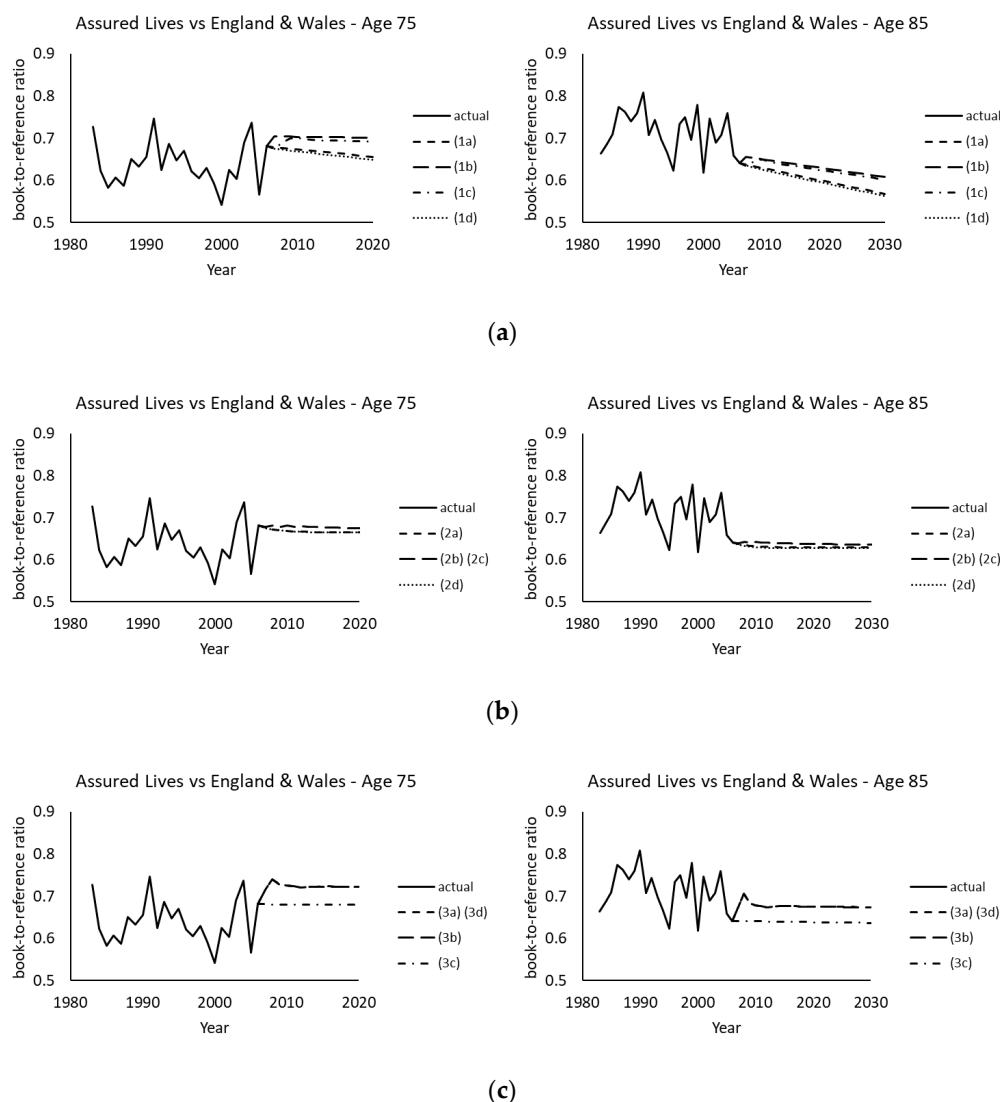 Assured Lives vs England & Wales - Age 75
book-to-reference ratio
0.9
0.8
0.7
0.6
0.5
1980 1990 2000 2010 2020
Year
actual
(1a)
(1b)
(1c)
(1d)
Assured Lives vs England & Wales - Age 85
book-to-reference ratio
0.9
0.8
0.7
0.6
0.5
1980 1990 2000 2010 2020 2030
Year
actual
(1a)
(1b)
(1c)
(1d)
(a)
Assured Lives vs England & Wales - Age 75
book-to-reference ratio
0.9
0.8
0.7
0.6
0.5
1980 1990 2000 2010 2020
Year
actual
(2a)
(2b) (2c)
(2d)
Assured Lives vs England & Wales - Age 85
book-to-reference ratio
0.9
0.8
0.7
0.6
0.5
1980 1990 2000 2010 2020 2030
Year
actual
(2a)
(2b) (2c)
(2d)
(b)
Assured Lives vs England & Wales - Age 75
book-to-reference ratio
0.9
0.8
0.7
0.6
0.5
1980 1990 2000 2010 2020
Year
actual
(3a) (3d)
(3b)
(3c)
Assured Lives vs England & Wales - Age 85
book-to-reference ratio
0.9
0.8
0.7
0.6
0.5
1980 1990 2000 2010 2020 2030
Year
actual
(3a) (3d)
(3b)
(3c)
(c)